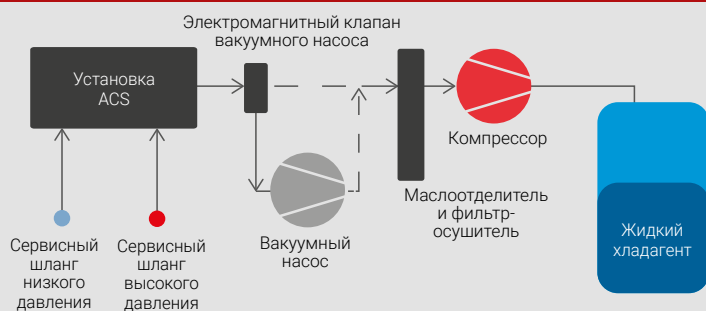 Электромагнитный клапан
вакуумного насоса
Установка
ACS
Компрессор
Маслоотделитель
и фильтр-
осушитель
Жидкий
хладагент
Вакуумный
насос
Сервисный
шланг
низкого
давления
Сервисный
шланг
высокого
давления